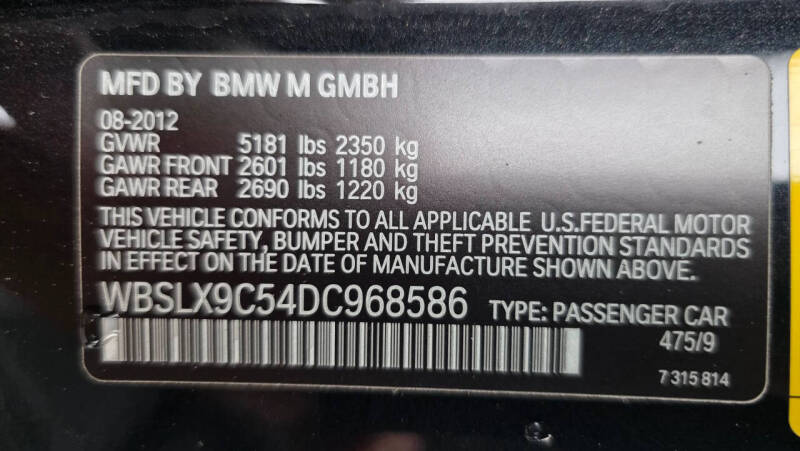 MFD BY BMW M GMBH
08-2012
GVWR 5181 lbs 2350 kg
GAWR FRONT 2601 lbs 1180 kg
GAWR REAR 2690 lbs 1220 kg
THIS VEHICLE CONFORMS TO ALL APPLICABLE U.S.FEDERAL MOTOR
VEHICLE SAFETY, BUMPER AND THEFT PREVENTION STANDARDS
IN EFFECT ON THE DATE OF MANUFACTURE SHOWN ABOVE.
WBSLX9C54DC968586 TYPE: PASSENGER CAR
475/9
7 315 814